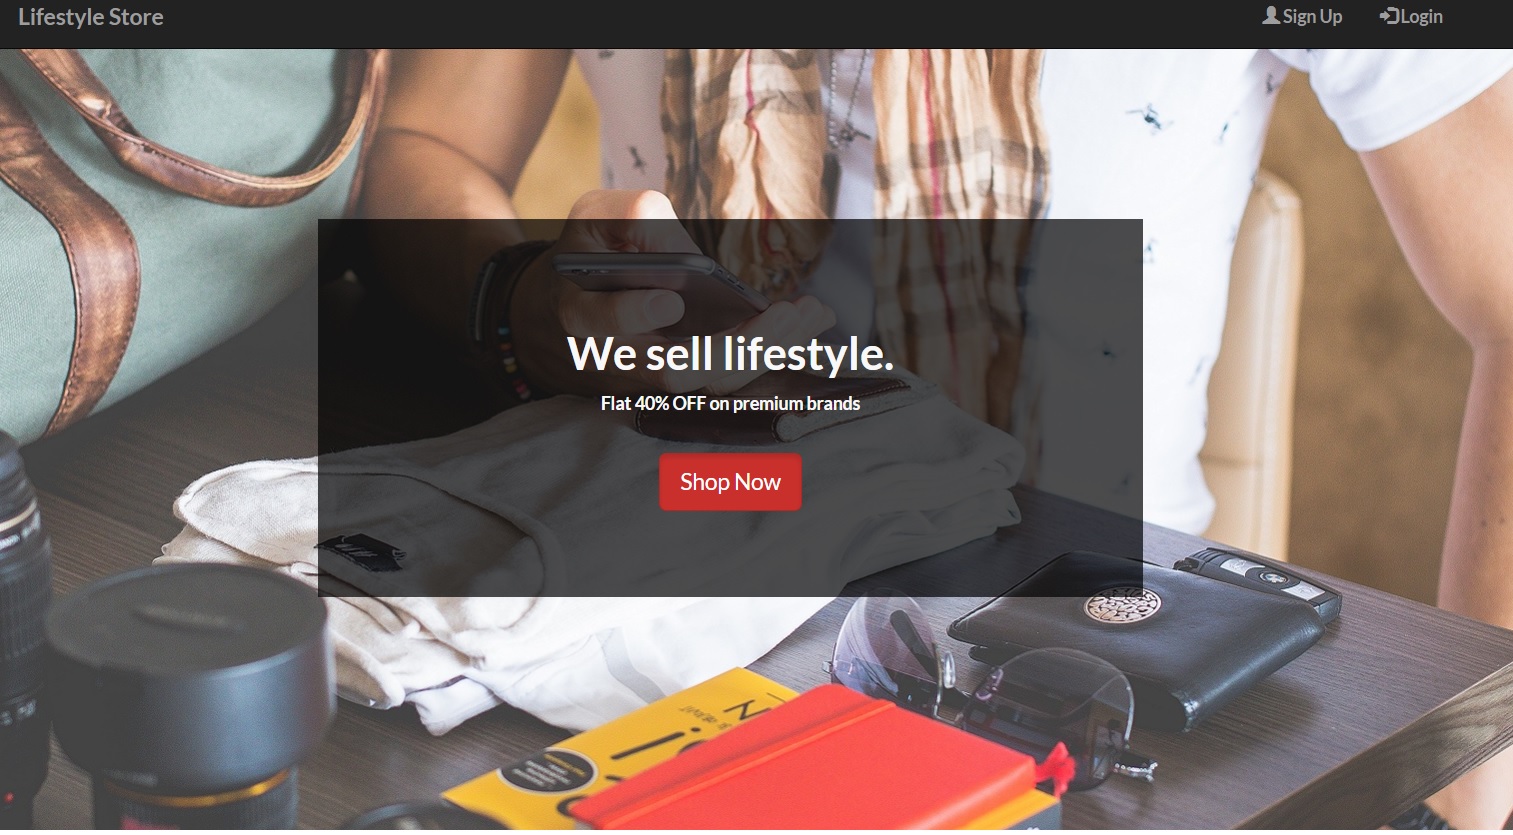 Lifestyle Store
Sign Up
Login
We sell lifestyle.
Flat 40% OFF on premium brands
Shop Now